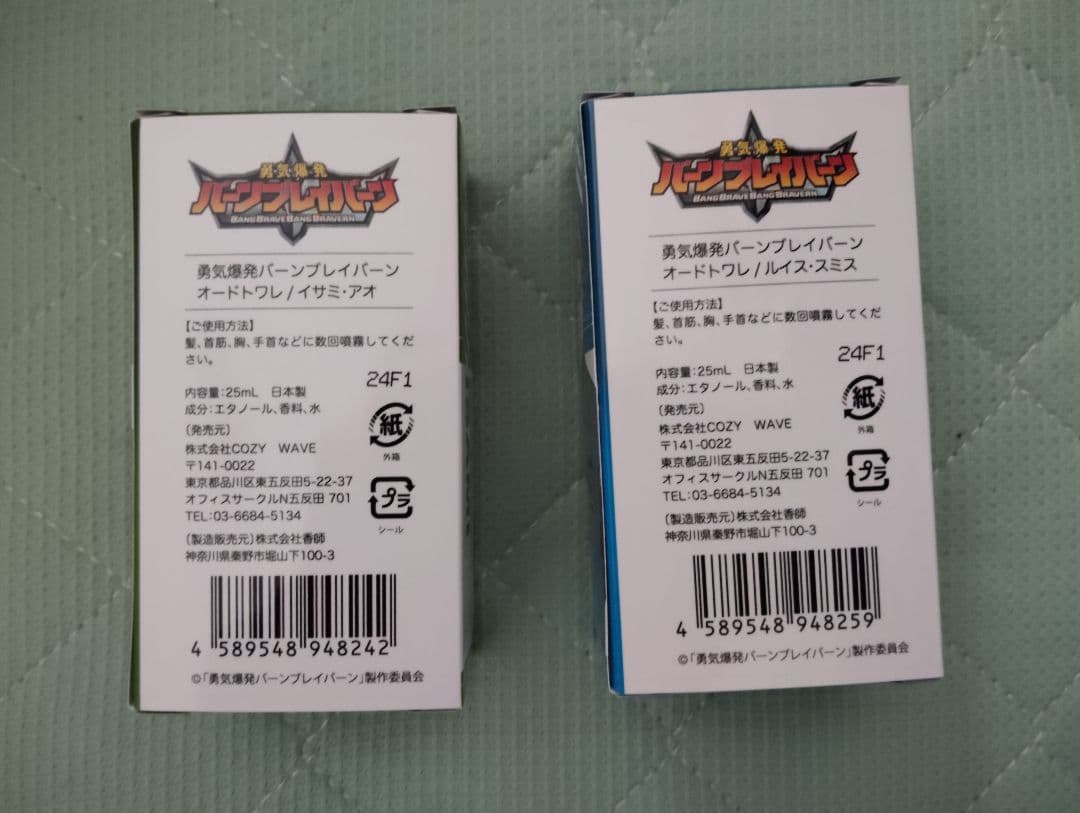 勇気爆発
バーンブレイバーン
BANG BRAVE BANG BRAVERN
勇気爆発バーンブレイバーン
オードトワレ/イサミ・アオ
【ご使用方法】
髪、首筋、胸、手首などに数回噴霧してくだ
さい。
24F1
内容量:25mL 日本製
成分:エタノール、香料、水
紙
外箱
(発売元)
株式会社COZY WAVE
〒141-0022
東京都品川区東五反田5-22-37
オフィスサークルN五反田 701
TEL:03-6684-5134
プラ
シール
(製造販売元)株式会社香師
神奈川県秦野市堀山下100-3
4 589548 948242
©「勇気爆発バーンブレイバーン」製作委員会
勇気爆発
バーンブレイバーン
BANG BRAVE BANG BRAVERN
勇気爆発バーンブレイバーン
オードトワレ/ルイス・スミス
【ご使用方法】
髪、首筋、胸、手首などに数回噴霧してくだ
さい。
24F1
内容量:25mL 日本製
成分:エタノール、香料、水
紙
外箱
(発売元)
株式会社COZY WAVE
〒141-0022
東京都品川区東五反田5-22-37
オフィスサークルN五反田 701
TEL:03-6684-5134
プラ
シール
(製造販売元)株式会社香師
神奈川県秦野市堀山下100-3
4 589548 948259
©「勇気爆発バーンブレイバーン」製作委員会